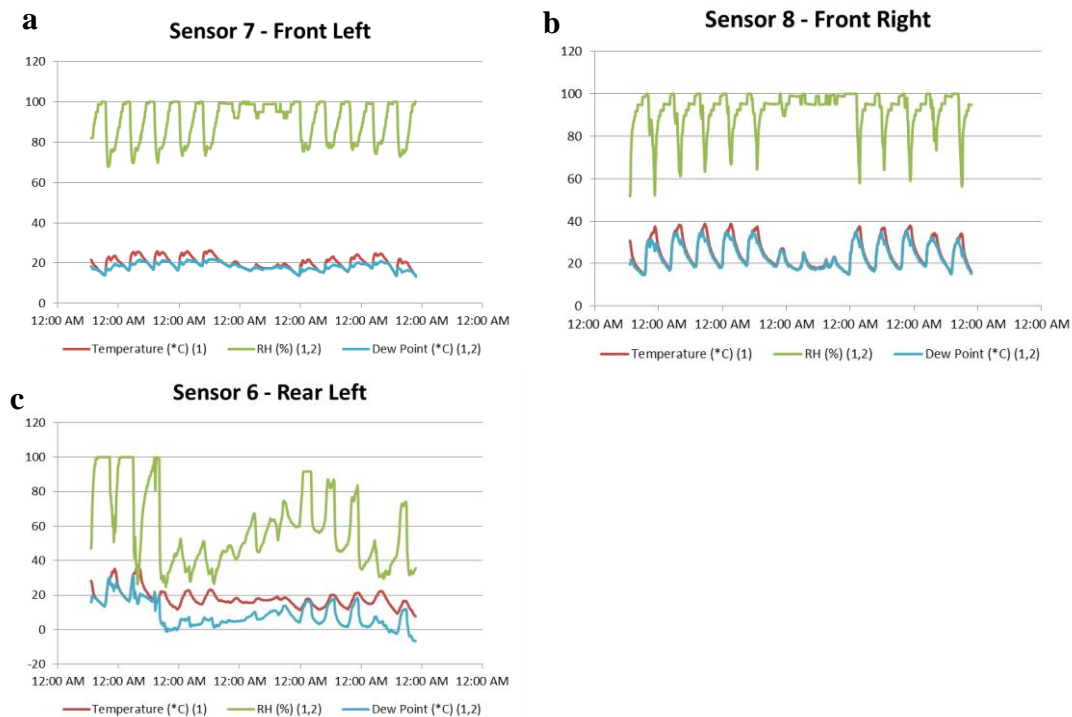 a
Sensor 7 - Front Left
120
100
80
60
40
20
0
12:00 AM 12:00 AM 12:00 AM 12:00 AM 12:00 AM 12:00 AM 12:00 AM 12:00 AM
Temperature (*C) (1) RH (%) (1,2) Dew Point (*C) (1,2)
b
Sensor 8 - Front Right
120
100
80
60
40
20
0
12:00 AM 12:00 AM 12:00 AM 12:00 AM 12:00 AM 12:00 AM 12:00 AM 12:00 AM
Temperature (*C) (1) RH (%) (1,2) Dew Point (*C) (1,2)
c
Sensor 6 - Rear Left
120
100
80
60
40
20
0
-20
12:00 AM 12:00 AM 12:00 AM 12:00 AM 12:00 AM 12:00 AM 12:00 AM 12:00 AM
Temperature (*C) (1) RH (%) (1,2) Dew Point (*C) (1,2)